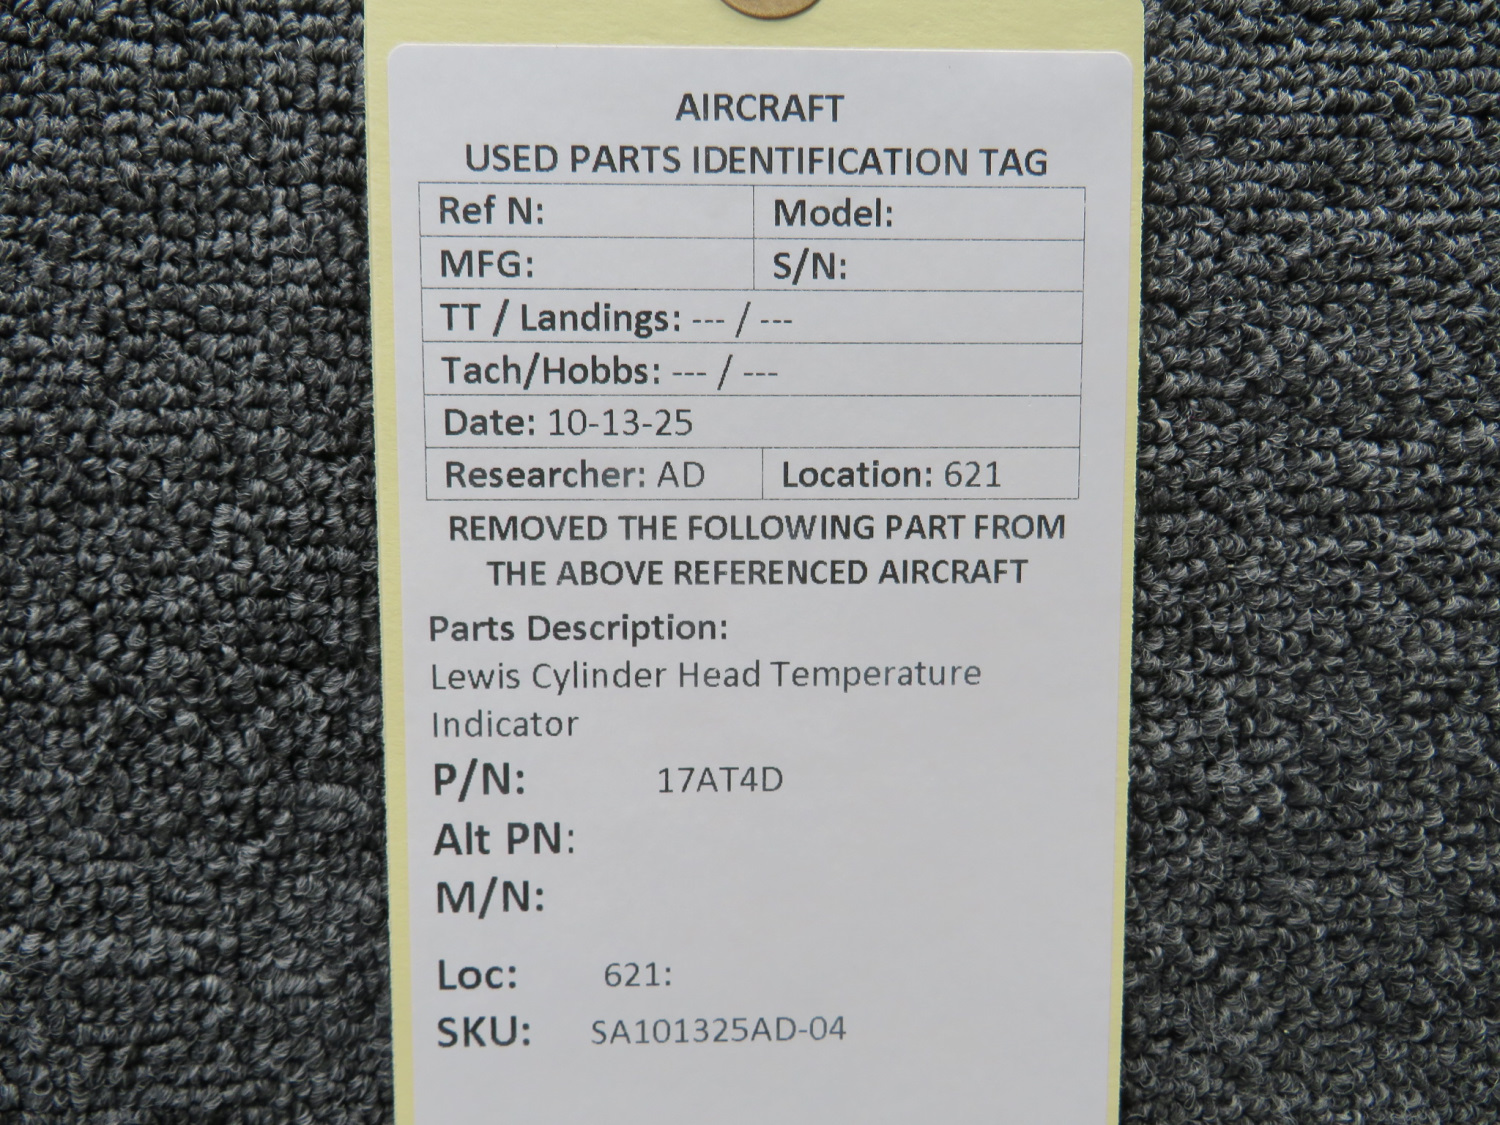 AIRCRAFT
USED PARTS IDENTIFICATION TAG
Ref N: Model:
MFG: S/N:
TT / Landings: --- / ---
Tach/Hobbs: --- / ---
Date: 10-13-25
Researcher: AD Location: 621
REMOVED THE FOLLOWING PART FROM
THE ABOVE REFERENCED AIRCRAFT
Parts Description:
Lewis Cylinder Head Temperature
Indicator
P/N: 17AT4D
Alt PN:
M/N:
Loc: 621:
SKU: SA101325AD-04